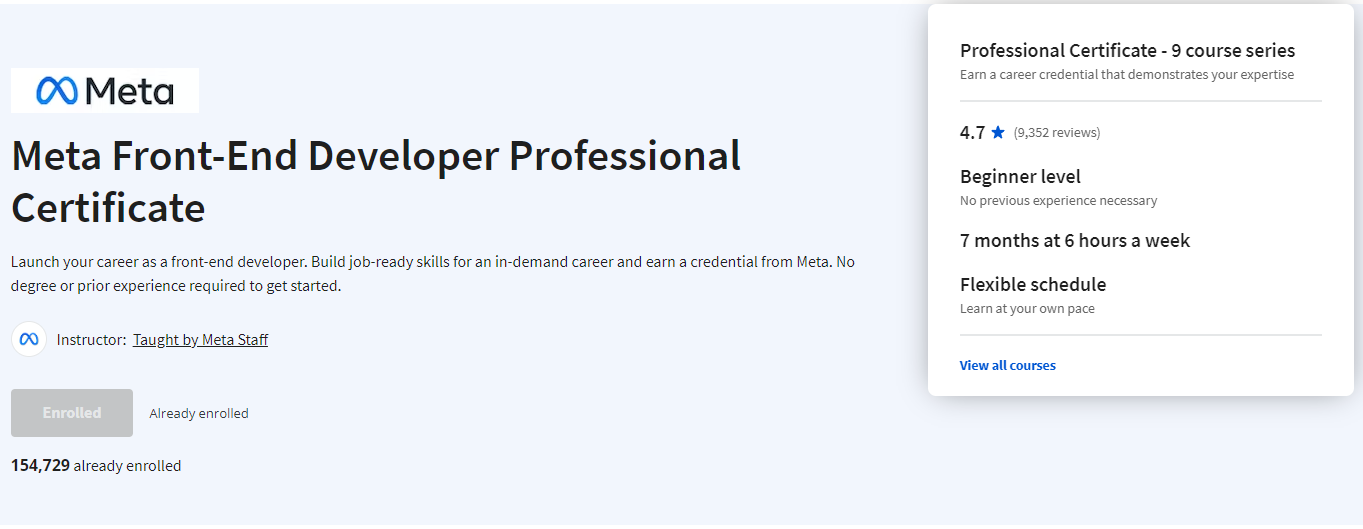 Meta
Meta Front-End Developer Professional
Certificate
Launch your career as a front-end developer. Build job-ready skills for an in-demand career and earn a credential from Meta. No
degree or prior experience required to get started.
Instructor: Taught by Meta Staff
Enrolled Already enrolled
154,729 already enrolled
Professional Certificate - 9 course series
Earn a career credential that demonstrates your expertise
4.7 ★ (9,352 reviews)
Beginner level
No previous experience necessary
7 months at 6 hours a week
Flexible schedule
Learn at your own pace
View all courses